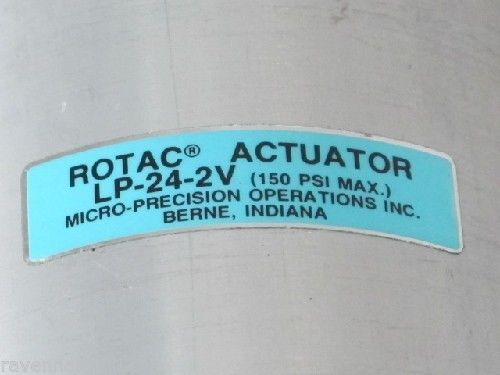 ROTAC® ACTUATOR
LP-24-2V (150 PSI MAX.)
MICRO-PRECISION OPERATIONS INC.
BERNE, INDIANA